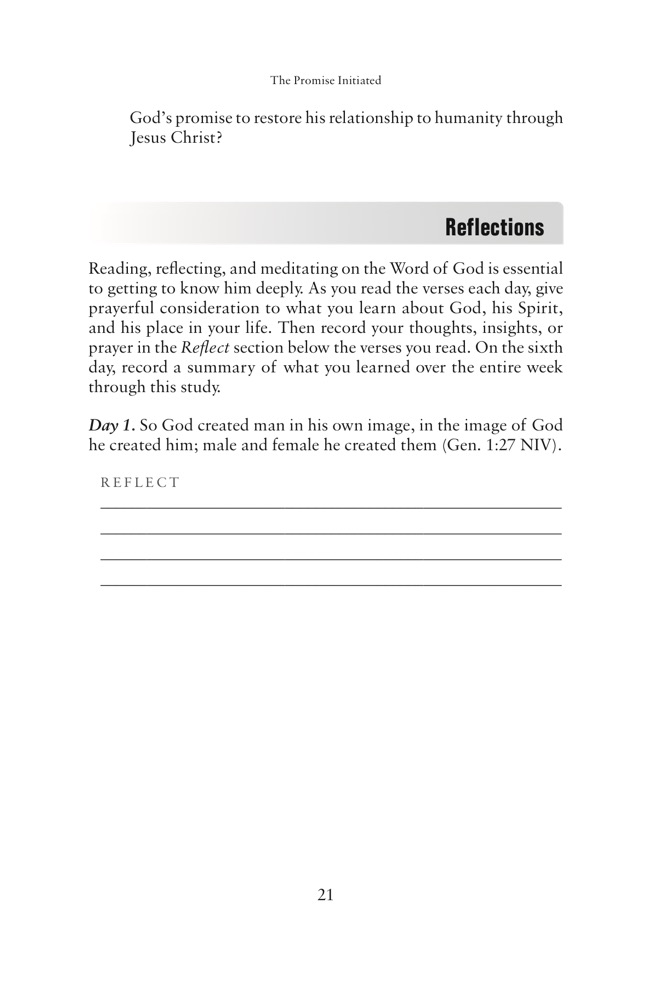 The Promise Initiated
God’s promise to restore his relationship to humanity through
Jesus Christ?
Reflections
Reading, reflecting, and meditating on the Word of God is essential
to getting to know him deeply. As you read the verses each day, give
prayerful consideration to what you learn about God, his Spirit,
and his place in your life. Then record your thoughts, insights, or
prayer in the Reflect section below the verses you read. On the sixth
day, record a summary of what you learned over the entire week
through this study.
Day 1. So God created man in his own image, in the image of God
he created him; male and female he created them (Gen. 1:27 NIV).
REFLECT
21